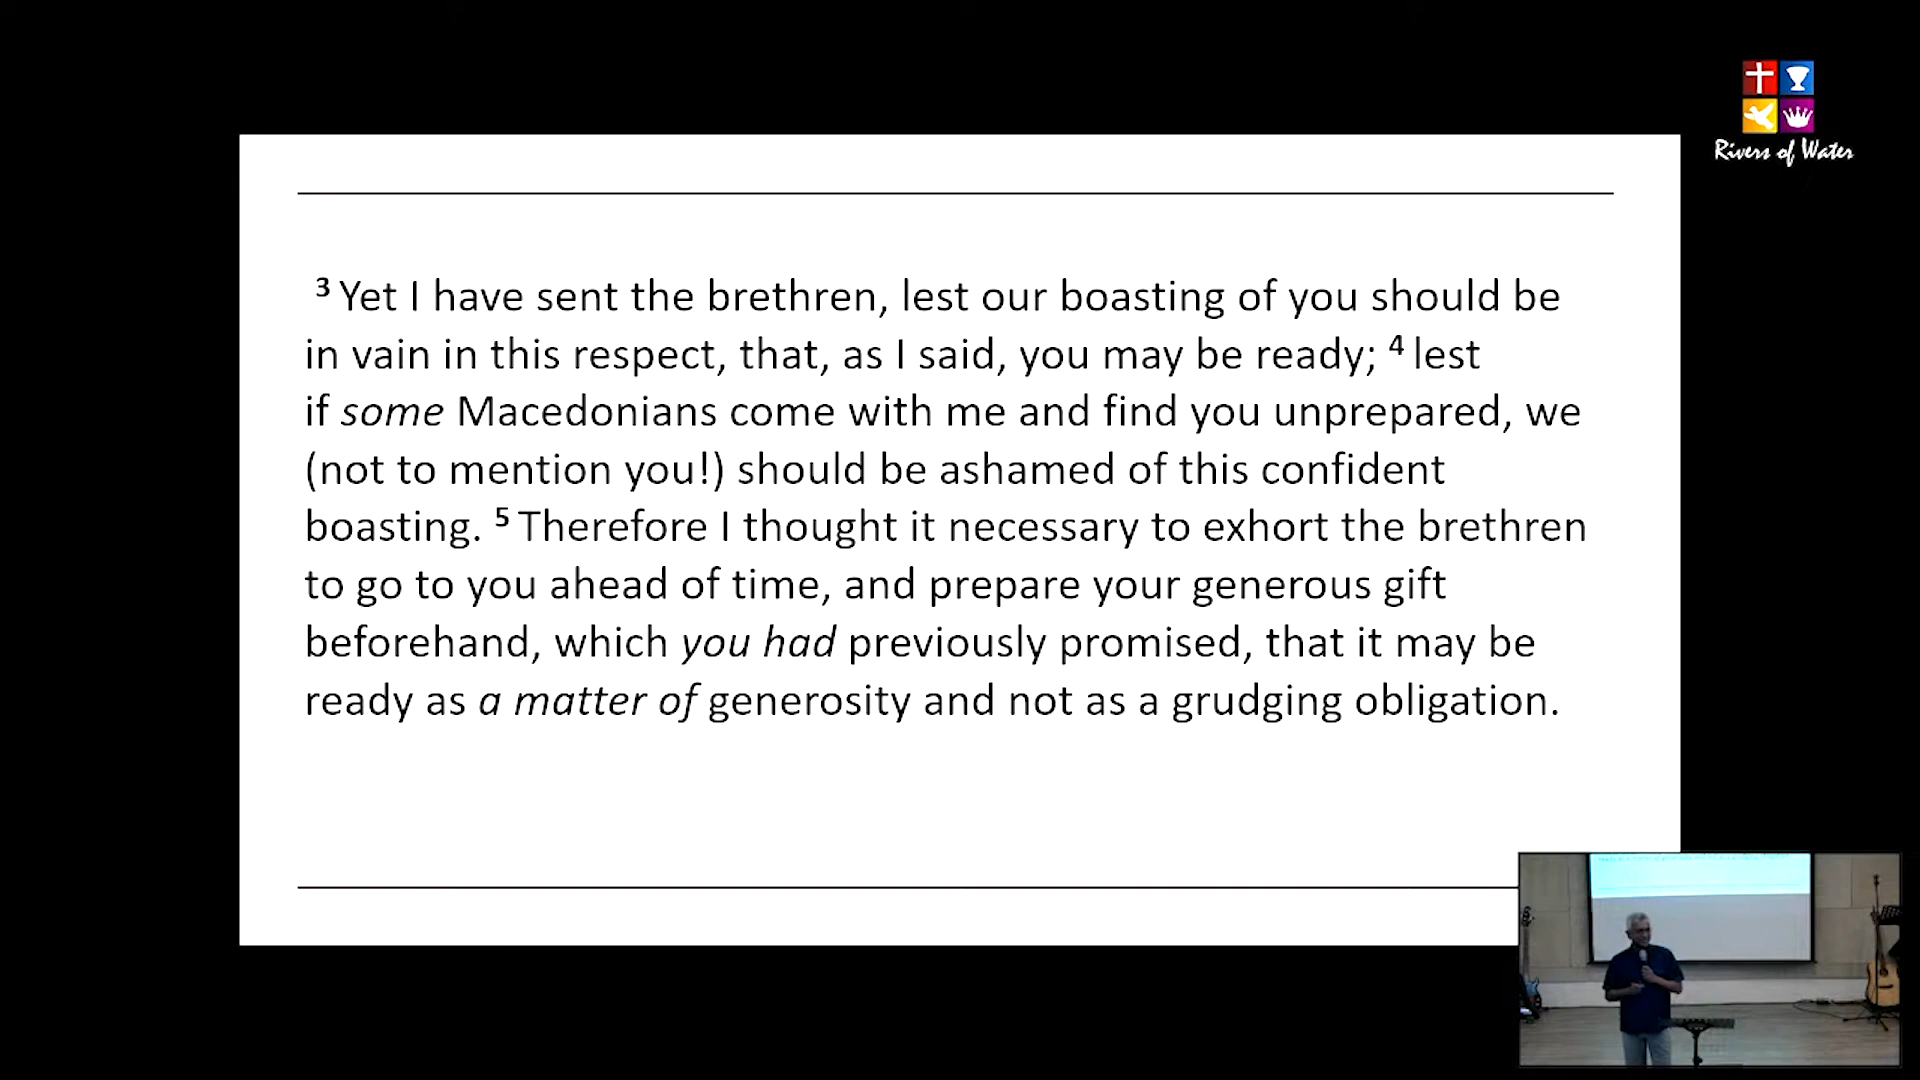 Rivers of Water
³ Yet I have sent the brethren, lest our boasting of you should be
in vain in this respect, that, as I said, you may be ready; ⁴ lest
if some Macedonians come with me and find you unprepared, we
(not to mention you!) should be ashamed of this confident
boasting. ⁵ Therefore I thought it necessary to exhort the brethren
to go to you ahead of time, and prepare your generous gift
beforehand, which you had previously promised, that it may be
ready as a matter of generosity and not as a grudging obligation.